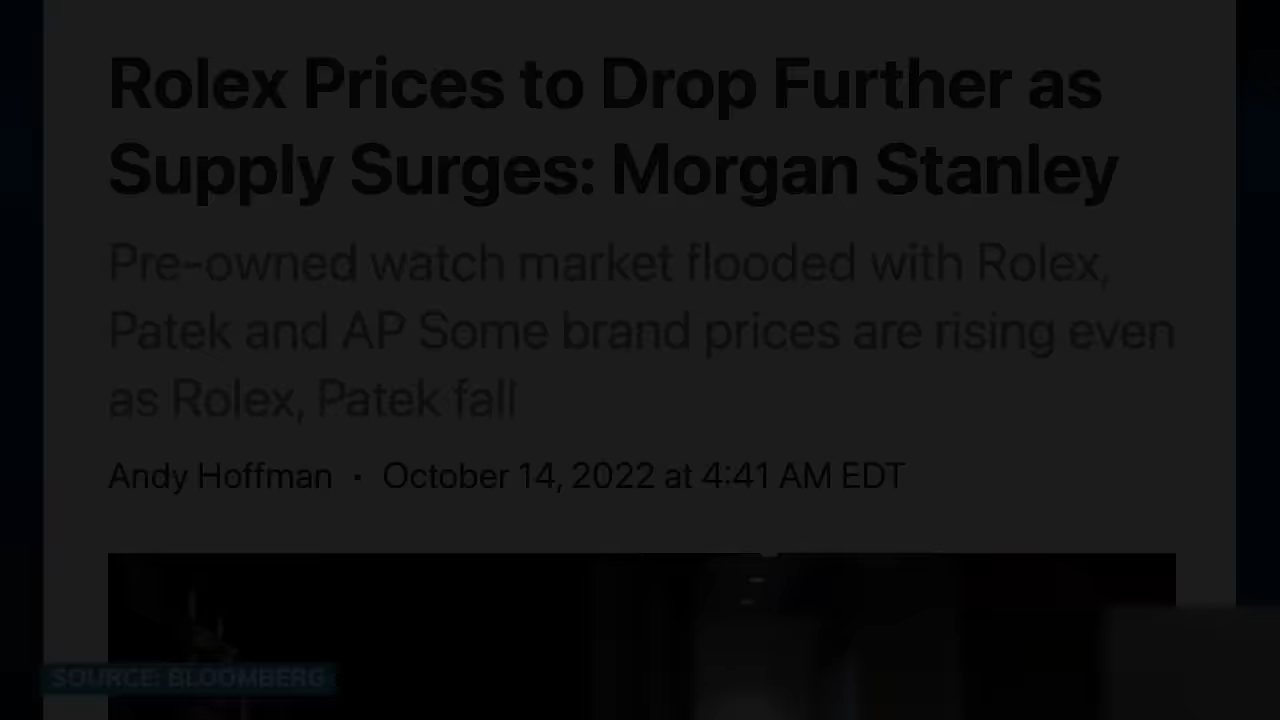 Rolex Prices to Drop Further as
Supply Surges: Morgan Stanley
Pre-owned watch market flooded with Rolex,
Patek and AP Some brand prices are rising even
as Rolex, Patek fall
Andy Hoffman · October 14, 2022 at 4:41 AM EDT
SOURCE: BLOOMBERG